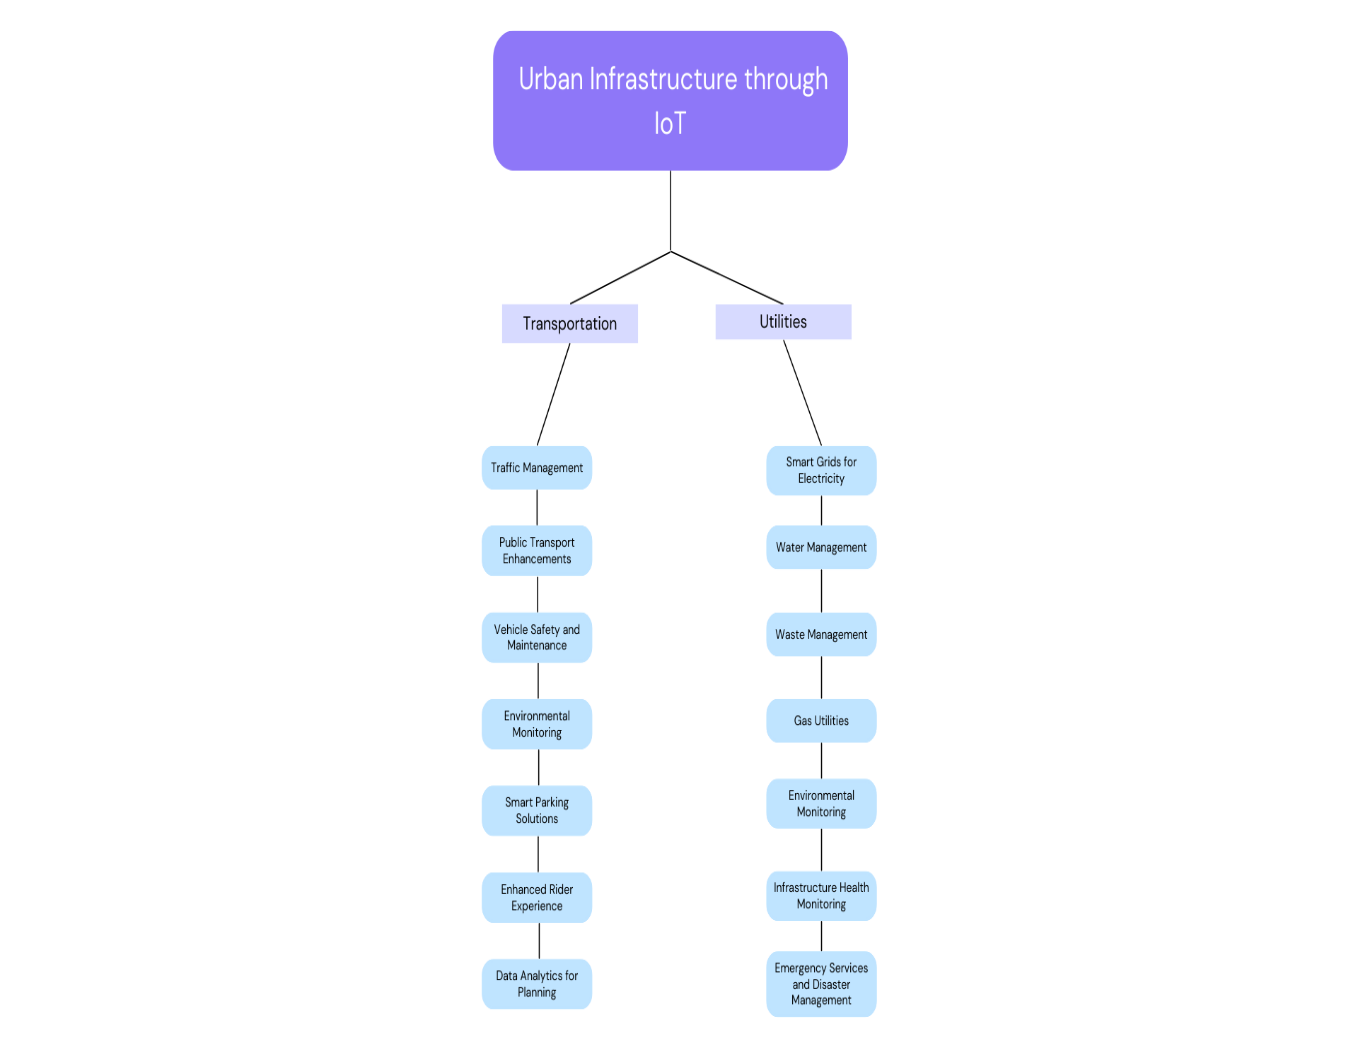 Urban Infrastructure through
IoT
Transportation
Utilities
Traffic Management
Public Transport
Enhancements
Vehicle Safety and
Maintenance
Environmental
Monitoring
Smart Parking
Solutions
Enhanced Rider
Experience
Data Analytics for
Planning
Smart Grids for
Electricity
Water Management
Waste Management
Gas Utilities
Environmental
Monitoring
Infrastructure Health
Monitoring
Emergency Services
and Disaster
Management